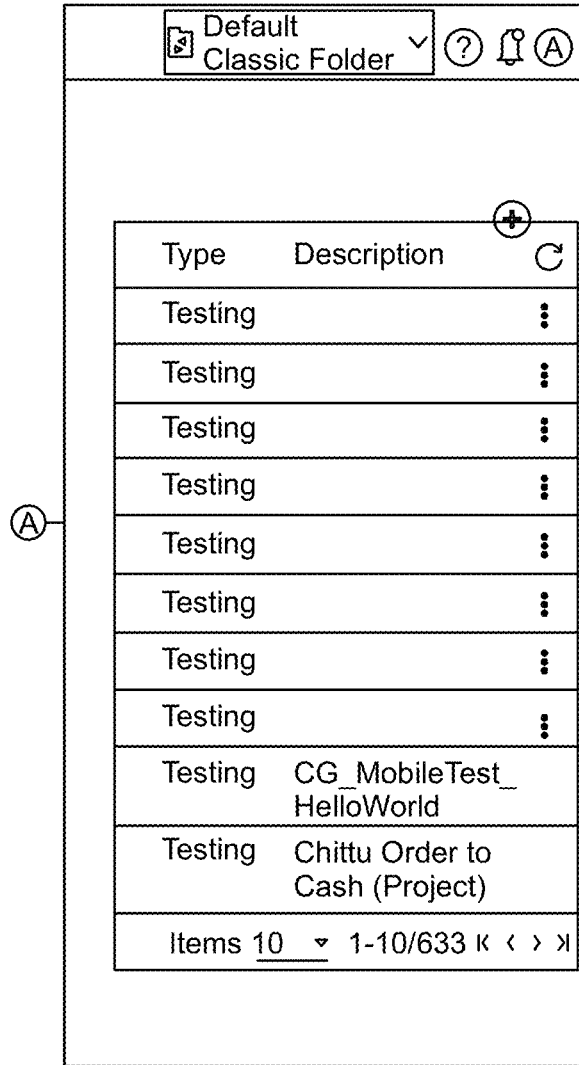 Default
Classic Folder
? A
Type Description
Testing
Testing
Testing
Testing
A
Testing
Testing
Testing
Testing
Testing CG_MobileTest_
HelloWorld
Testing Chittu Order to
Cash (Project)
Items 10 1-10/633